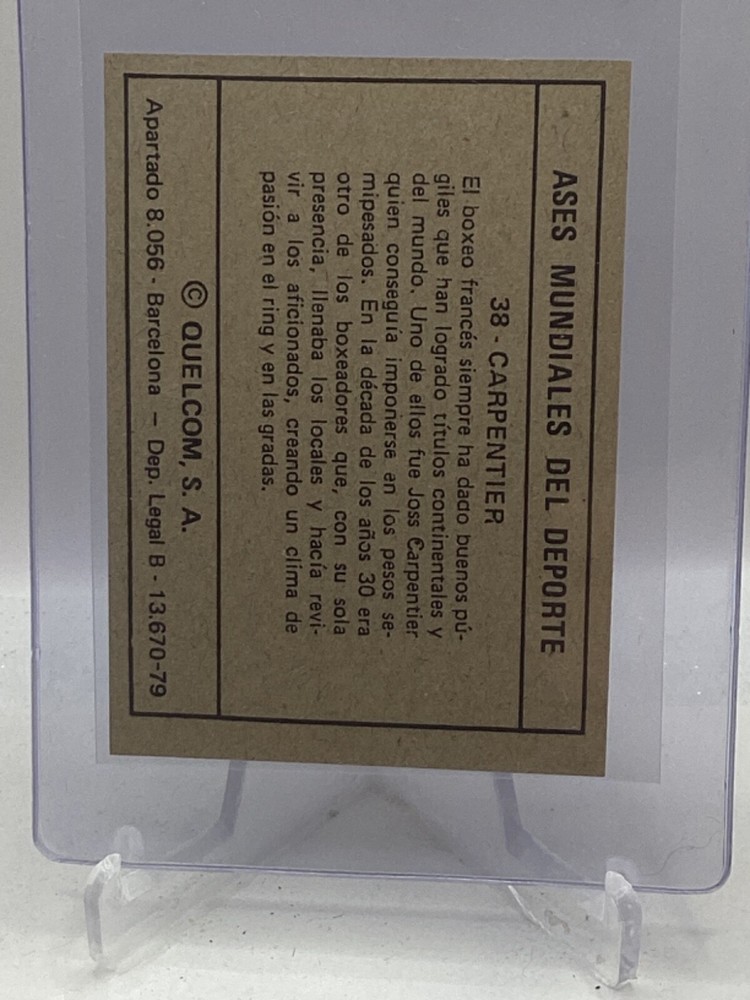 ASES MUNDIALES DEL DEPORTE
38 - CARPENTIER
El boxeo francés siempre ha dado buenos pú-
giles que han logrado títulos continentales y
del mundo. Uno de ellos fue Joss Carpentier
quien conseguía imponerse en los pesos se-
mipesados. En la década de los años 30 era
otro de los boxeadores que, con su sola
presencia, llenaba los locales y hacía revi-
vir a los aficionados, creando un clima de
pasión en el ring y en las gradas.
© QUELCOM, S. A.
Apartado 8.056 - Barcelona – Dep. Legal B - 13.670-79